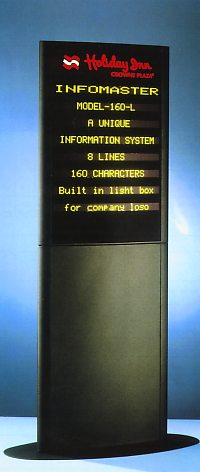 Holiday Inn
CROWNE PLAZA
INFOMASTER
MODEL-160-L
A UNIQUE
INFORMATION SYSTEM
8 LINES
160 CHARACTERS
Built in light box
for company logo